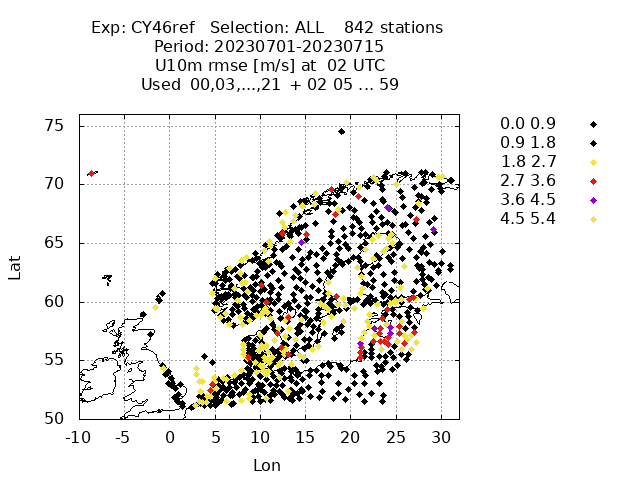 Exp: CY46ref Selection: ALL 842 stations
Period: 20230701-20230715
U10m rmse [m/s] at 02 UTC
Used 00,03,...,21 + 02 05 ... 59
75
70
65
60
55
50
Lat
-10 -5 0 5 10 15 20 25 30
Lon
0.0 0.9
0.9 1.8
1.8 2.7
2.7 3.6
3.6 4.5
4.5 5.4